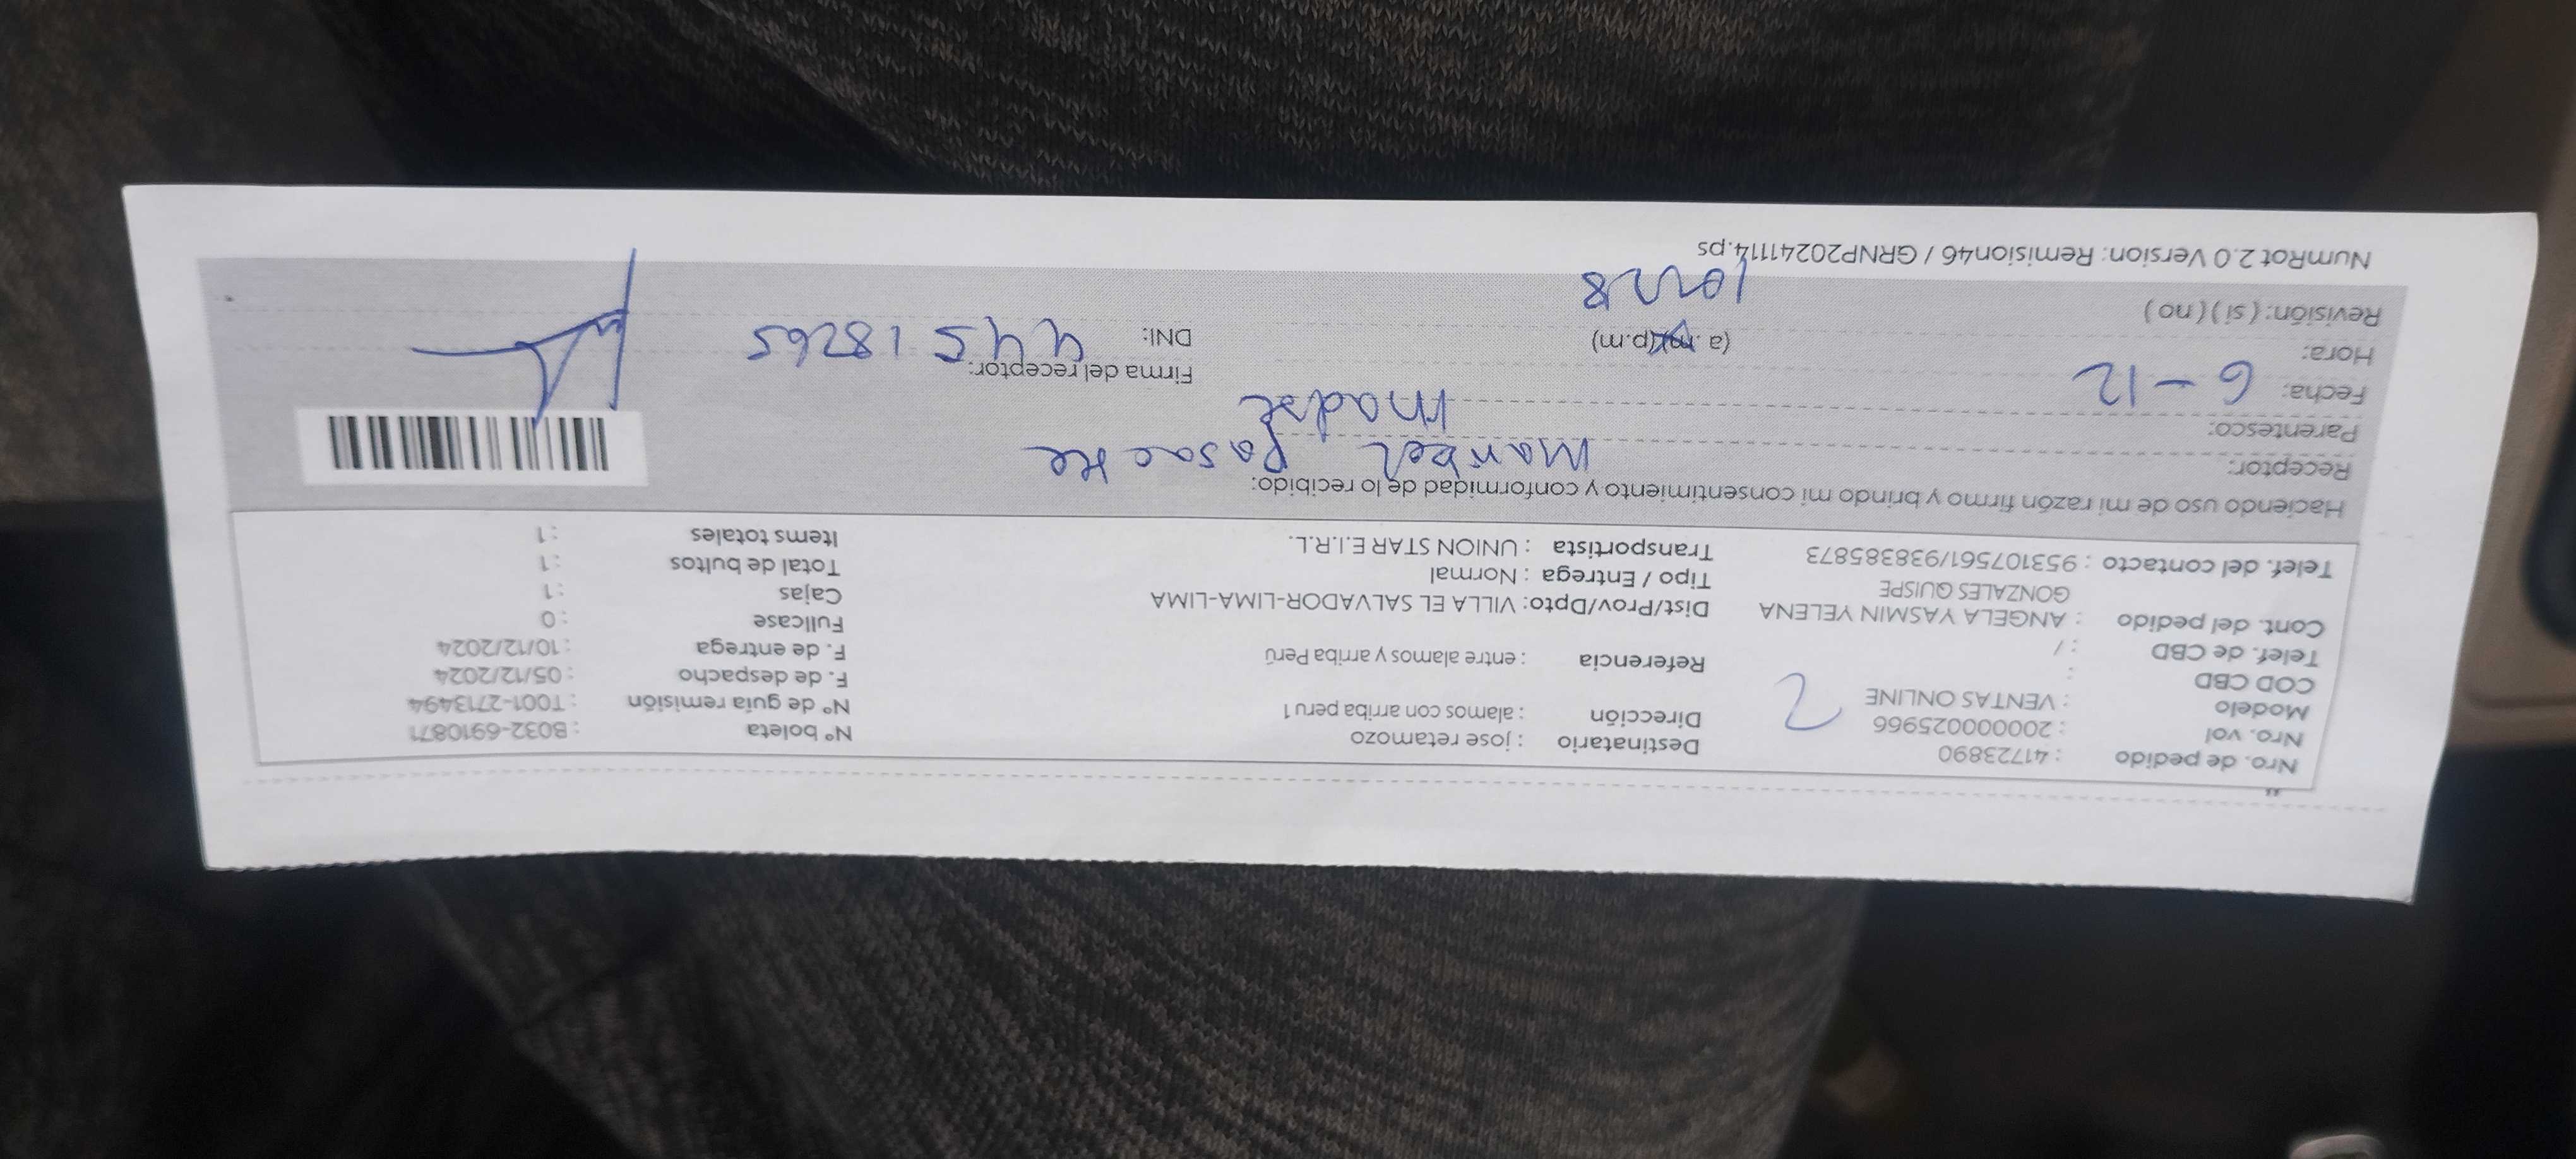 Nro. de pedido : 41723890
Nro. vol : 20000002596 6
Modelo : VENTAS ONLINE
COD CBD :
Telef. de CBD : /
Cont. del pedido : ANGELA YASMIN YELENA
GONZALES QUISPE
Telef. del contacto : 953107561/938385873
2
Destinatario : jose retamozo
Dirección : alamos con arriba peru 1
Referencia : entre alamos y arriba Perú
Dist/Prov/Dpto: VILLA EL SALVADOR-LIMA-LIMA
Tipo / Entrega : Normal
Transportista : UNION STAR E.I.R.L.
Nº boleta : B032-6910871
Nº de guía remisión : T001-2713494
F. de despacho : 05/12/2024
F. de entrega : 10/12/2024
Fullcase : 0
Cajas : 1
Total de bultos : 1
Items totales : 1
Haciendo uso de mi razón firmo y brindo mi consentimiento y conformidad de lo recibido:
Receptor: Maribel
Parentesco: Madre
Fecha: 6-12
Firma del receptor:
Hora: (a.m)(p.m)
DNI: 44518265
Revisión: ( si ) ( no )
NumRot 2.0 Version: Remision46 / GRNP20241114.ps